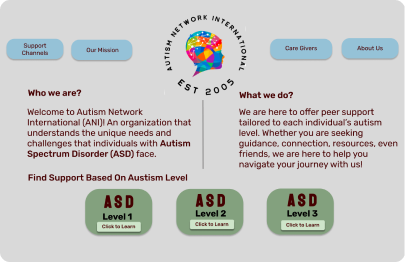 AUTISM NETWORK INTERNATIONAL
EST 2005
Support
Channels
Our Mission
Care Givers
About Us
Who we are?
Welcome to Autism Network
International (ANI)! An organization that
understands the unique needs and
challenges that individuals with Autism
Spectrum Disorder (ASD) face.
What we do?
We are here to offer peer support
tailored to each individual's autism
level. Whether you are seeking
guidance, connection, resources, even
friends, we are here to help you
navigate your journey with us!
Find Support Based On Austism Level
ASD
Level 1
Click to Learn
ASD
Level 2
Click to Learn
ASD
Level 3
Click to Learn